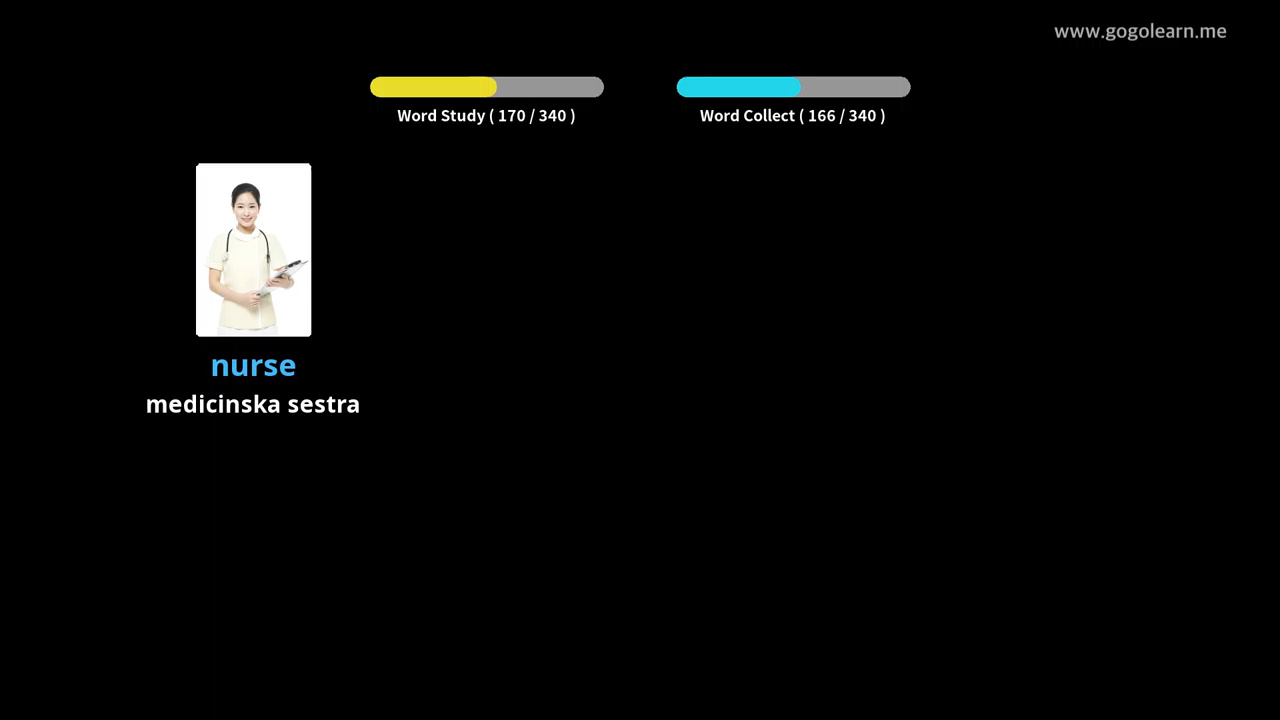 www.gogolearn.me
Word Study ( 170 / 340 )
Word Collect ( 166 / 340 )
nurse
medicinska sestra